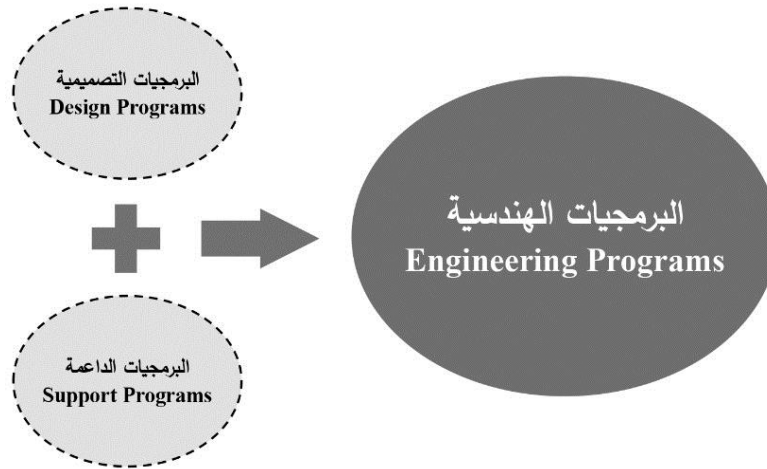 البرمجيات التصميمية
Design Programs
البرمجيات الداعمة
Support Programs
البرمجيات الهندسية
Engineering Programs